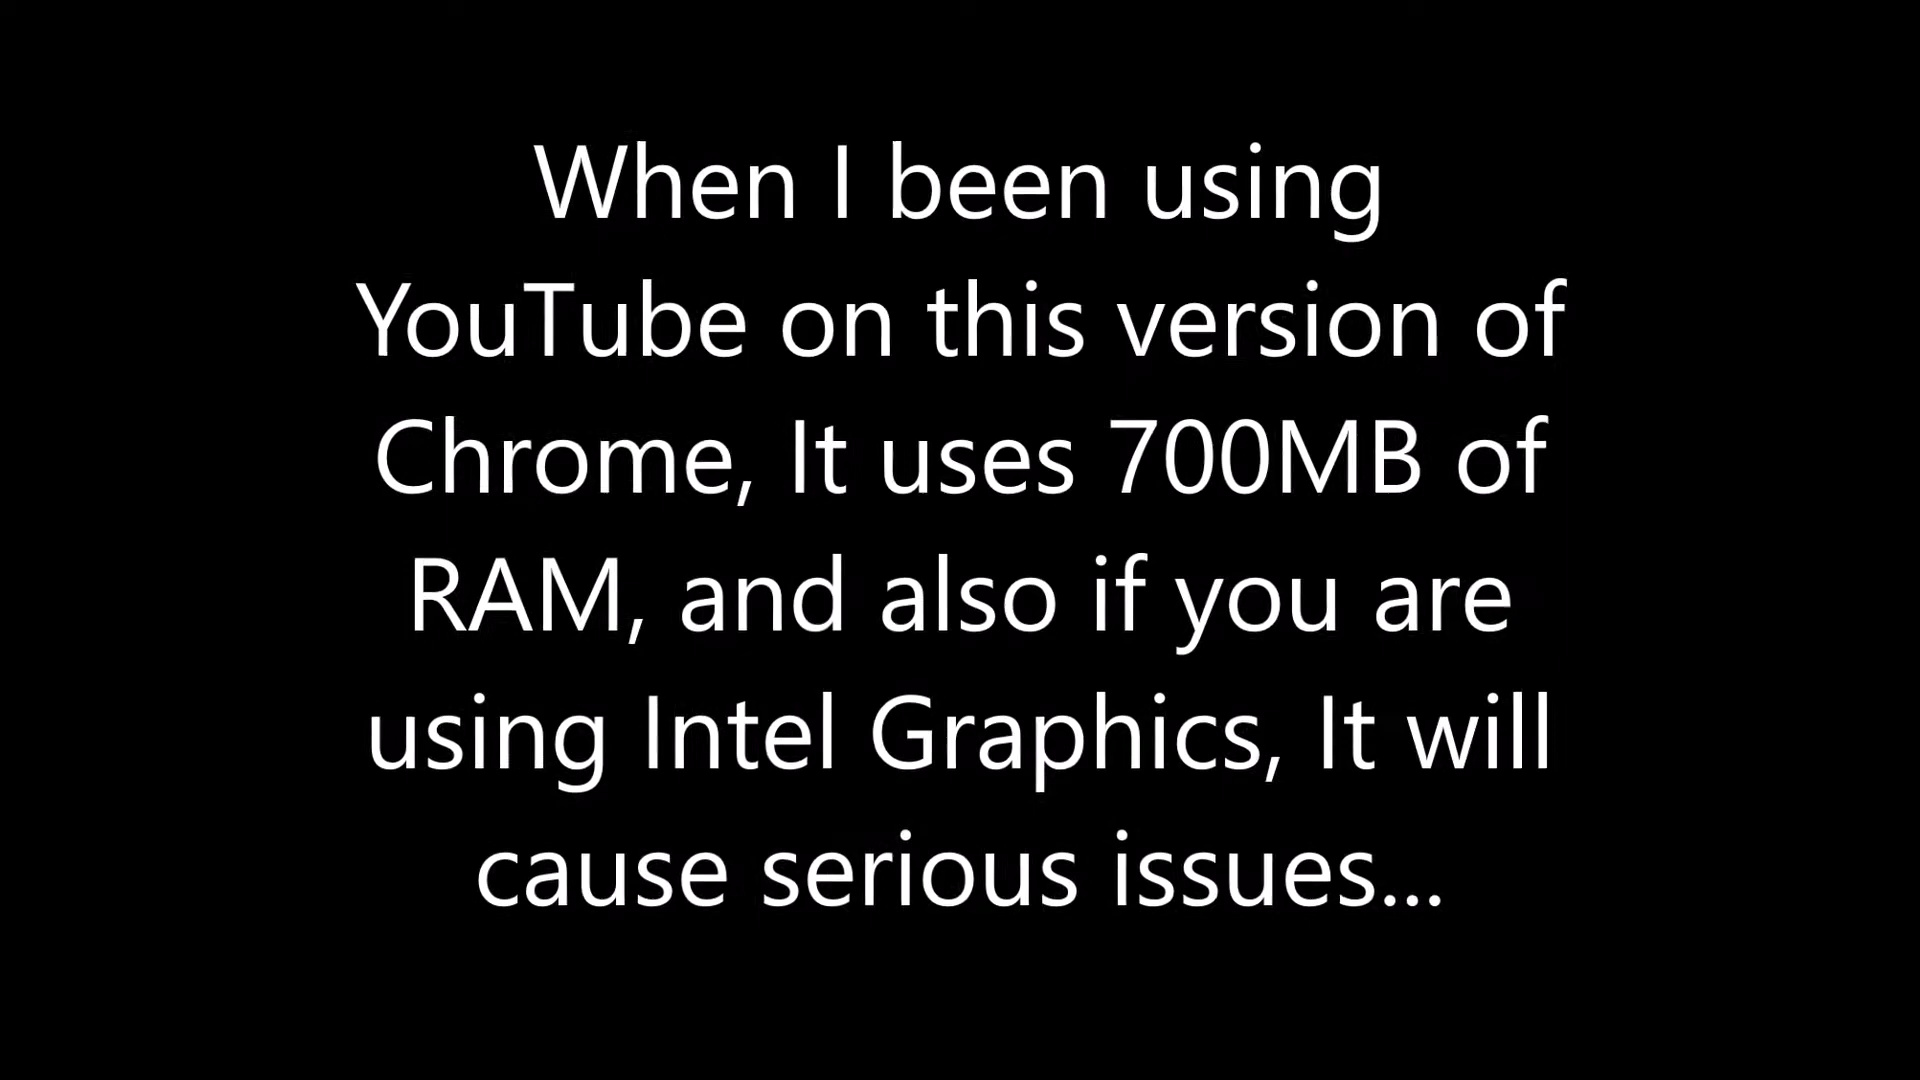 When I been using
YouTube on this version of
Chrome, It uses 700MB of
RAM, and also if you are
using Intel Graphics, It will
cause serious issues...